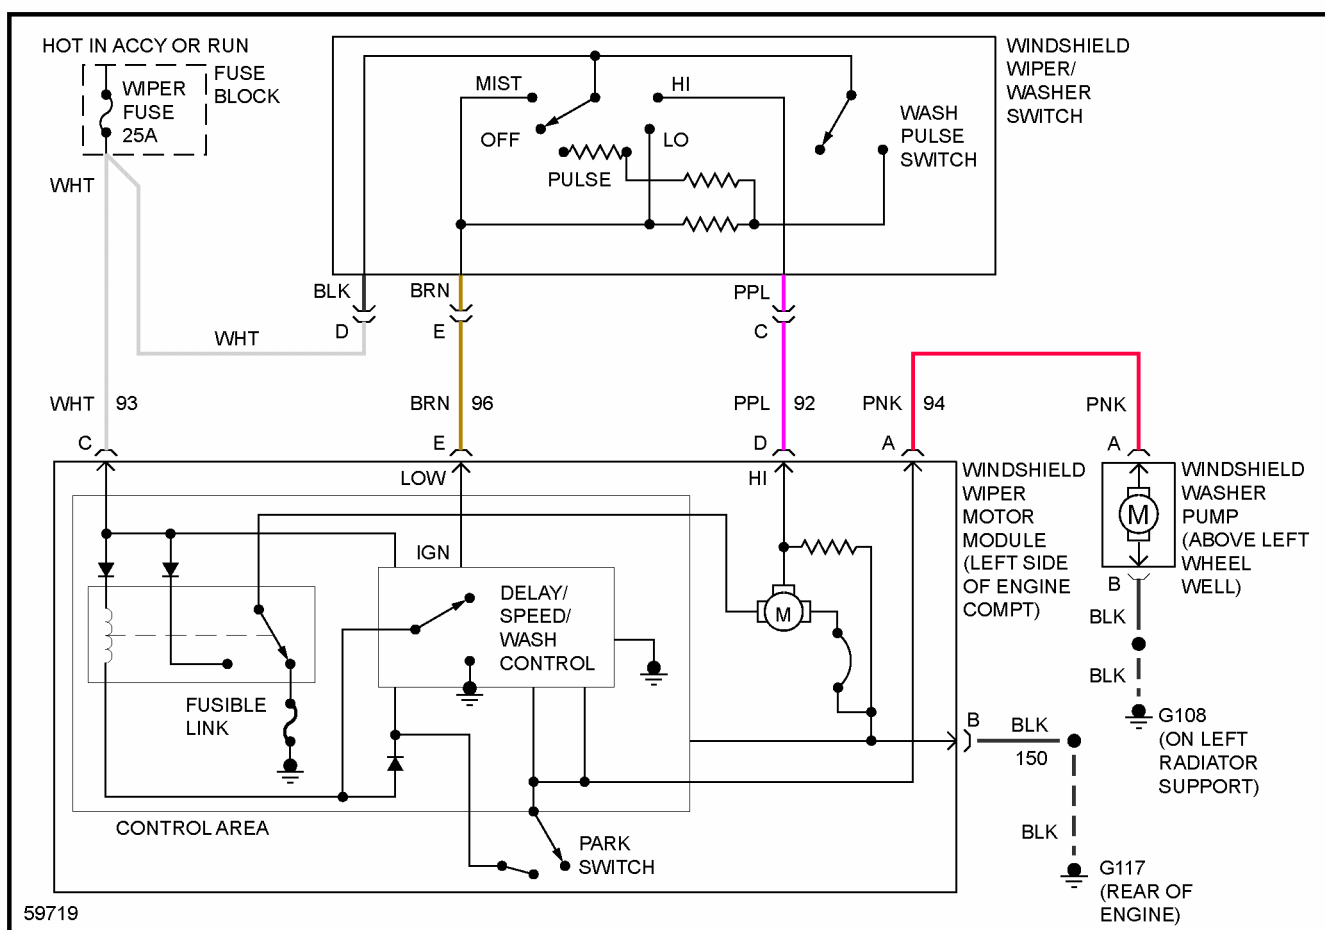 HOT IN ACCY OR RUN
WIPER
FUSE
25A
FUSE
BLOCK
WHT
WHT
MIST
OFF
HI
LO
PULSE
WASH
PULSE
SWITCH
WINDSHIELD
WIPER/
WASHER
SWITCH
BLK
D
BRN
E
PPL
C
WHT
93
C
BRN
96
E
LOW
PPL
92
D
HI
PNK
94
A
PNK
A
WINDSHIELD
WIPER
MOTOR
MODULE
(LEFT SIDE
OF ENGINE
COMPT)
WINDSHIELD
WASHER
PUMP
(ABOVE LEFT
WHEEL
WELL)
M
B
BLK
BLK
G108
(ON LEFT
RADIATOR
SUPPORT)
IGN
DELAY/
SPEED/
WASH
CONTROL
M
FUSIBLE
LINK
B
BLK
150
BLK
G117
(REAR OF
ENGINE)
CONTROL AREA
PARK
SWITCH
59719